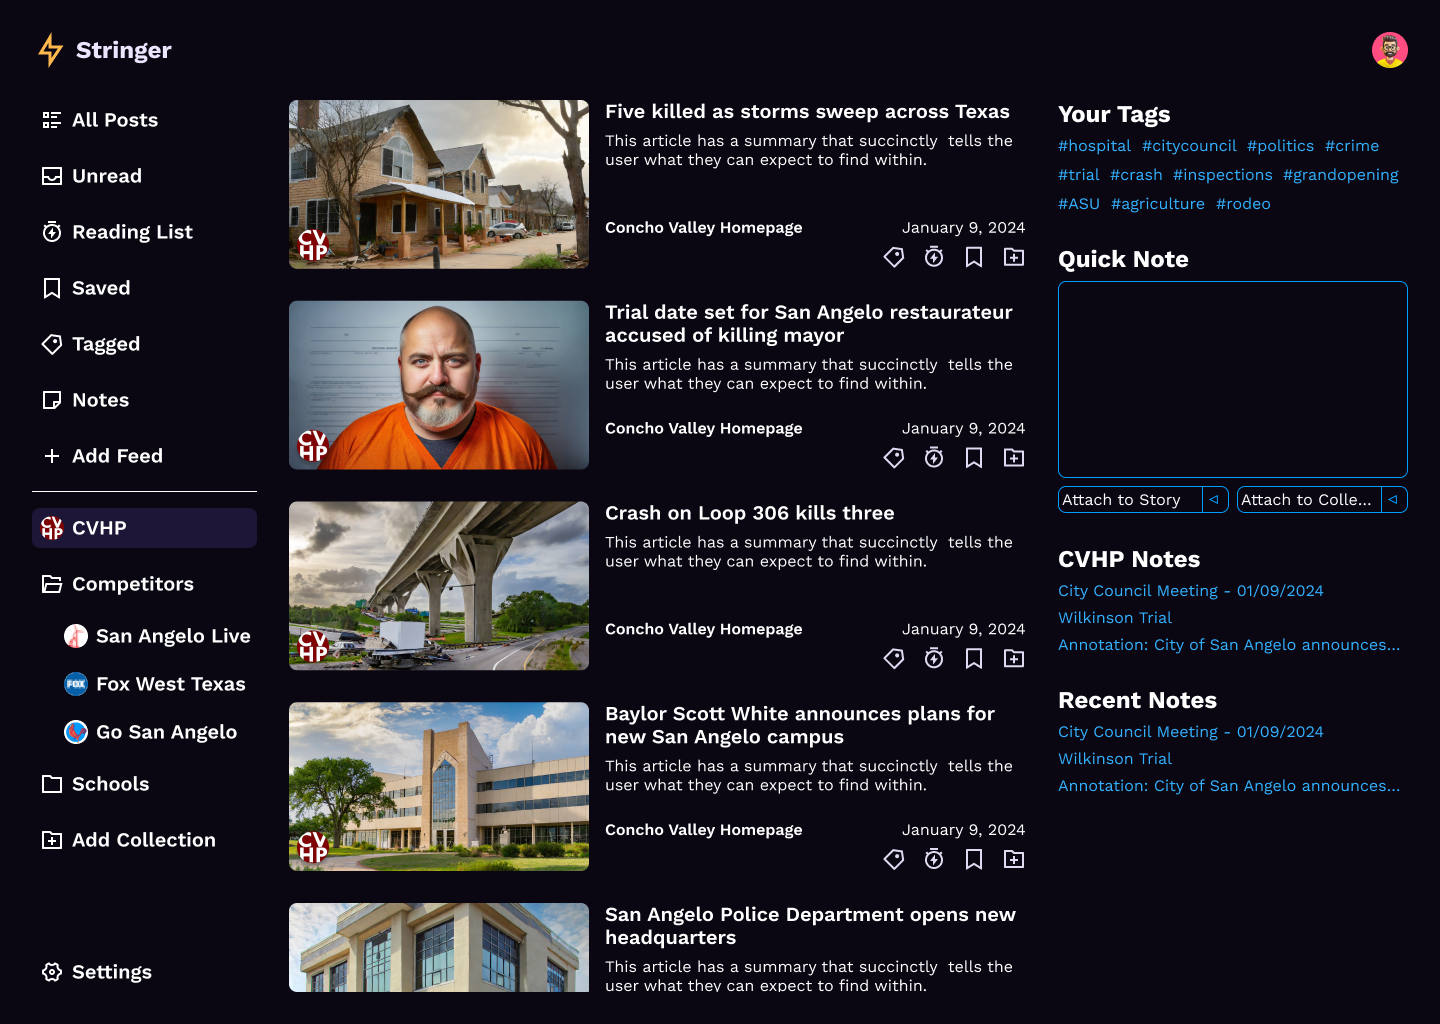 Stringer
All Posts
Unread
Reading List
Saved
Tagged
Notes
Add Feed
CV
HP
CVHP
Competitors
San Angelo Live
FOX
Fox West Texas
Go San Angelo
Schools
Add Collection
Settings
CV
HP
Five killed as storms sweep across Texas
This article has a summary that succinctly  tells the
user what they can expect to find within.
Concho Valley Homepage
January 9, 2024
CV
HP
Trial date set for San Angelo restaurateur
accused of killing mayor
This article has a summary that succinctly  tells the
user what they can expect to find within.
Concho Valley Homepage
January 9, 2024
CV
HP
Crash on Loop 306 kills three
This article has a summary that succinctly  tells the
user what they can expect to find within.
Concho Valley Homepage
January 9, 2024
CV
HP
Baylor Scott White announces plans for
new San Angelo campus
This article has a summary that succinctly  tells the
user what they can expect to find within.
Concho Valley Homepage
January 9, 2024
San Angelo Police Department opens new
headquarters
This article has a summary that succinctly  tells the
user what they can expect to find within.
Your Tags
#hospital #citycouncil #politics #crime
#trial #crash #inspections #grandopening
#ASU #agriculture #rodeo
Quick Note
Attach to Story
Attach to Colle...
CVHP Notes
City Council Meeting - 01/09/2024
Wilkinson Trial
Annotation: City of San Angelo announces...
Recent Notes
City Council Meeting - 01/09/2024
Wilkinson Trial
Annotation: City of San Angelo announces...